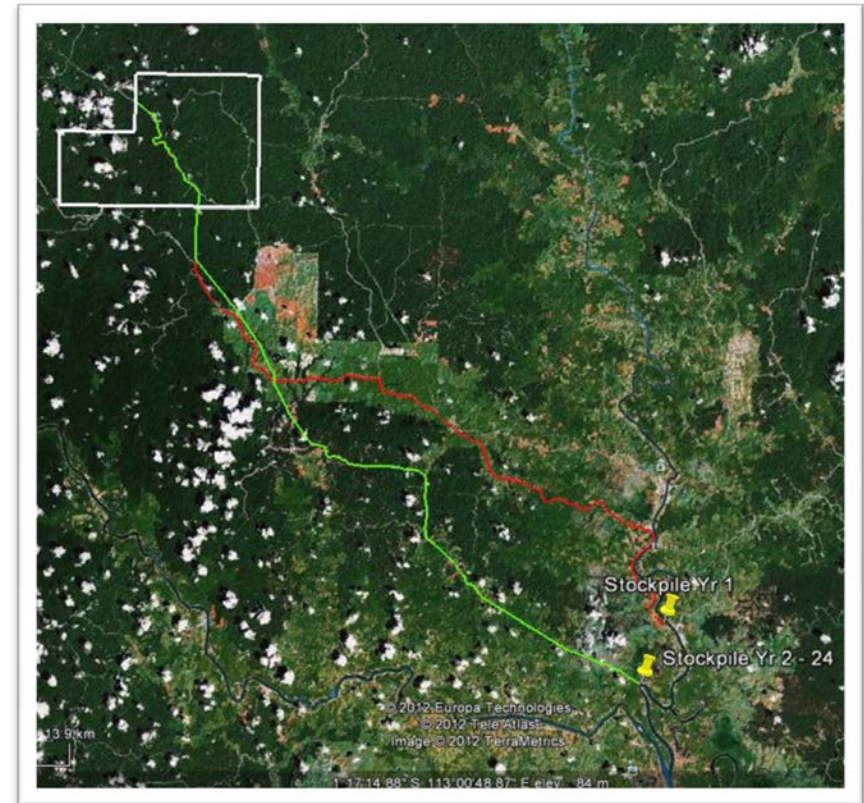 Stockpile Yr 1
Stockpile Yr 2 - 24
© 2012 Europa Technologies
© 2012 Tele Atlas
Image © 2012 TerraMetrics
13.9 km
1°17'14.88" S 113°00'48.87" E elev 84 m